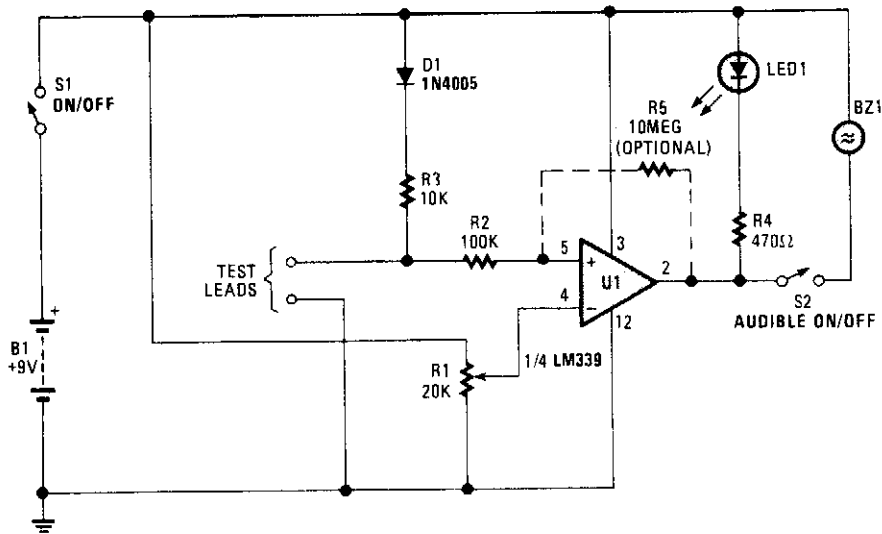 S1
ON/OFF
D1
1N4005
LED1
BZ1
R5
10MEG
(OPTIONAL)
R3
10K
R2
100K
R4
470Ω
TEST
LEADS
5
+
3
U1
2
4
−
12
S2
AUDIBLE ON/OFF
+
B1
+9V
R1
20K
1/4 LM339